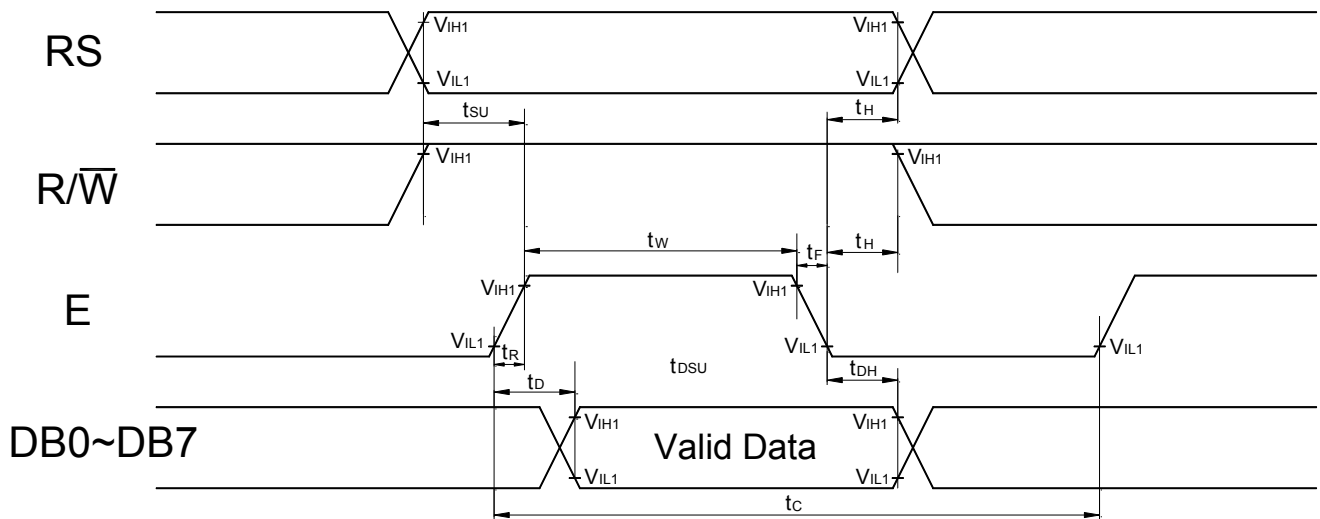 RS
VIH1
VIH1
VIL1
VIL1
tSU
tH
R/W̅
VIH1
VIH1
tW
tF
tH
E
VIH1
VIH1
VIL1
VIL1
VIL1
tR
tD
tDSU
tDH
DB0~DB7
VIH1
Valid Data
VIH1
VIL1
VIL1
tC